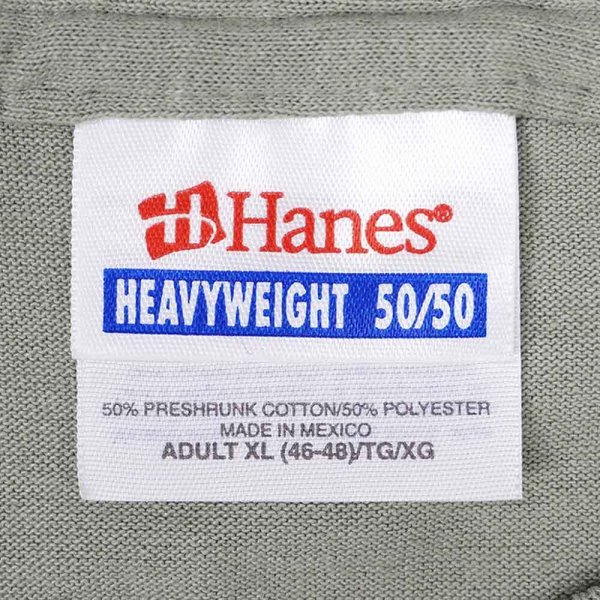 Hanes®
HEAVYWEIGHT 50/50
50% PRESHRUNK COTTON/50% POLYESTER
MADE IN MEXICO
ADULT XL (46-48)/TG/XG